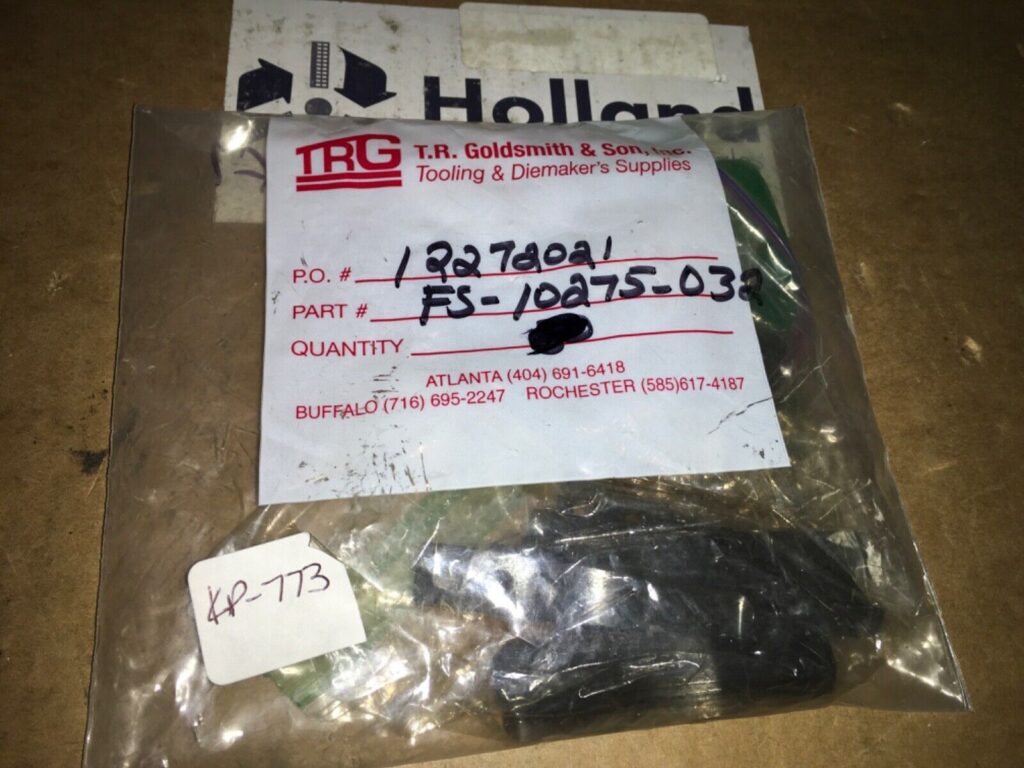 Holland
TRG T.R. Goldsmith & Son, Inc.
Tooling & Diemaker's Supplies
P.O. # 12272021
PART # FS-10275-032
QUANTITY
ATLANTA (404) 691-6418
BUFFALO (716) 695-2247 ROCHESTER (585)617-4187
KP-773